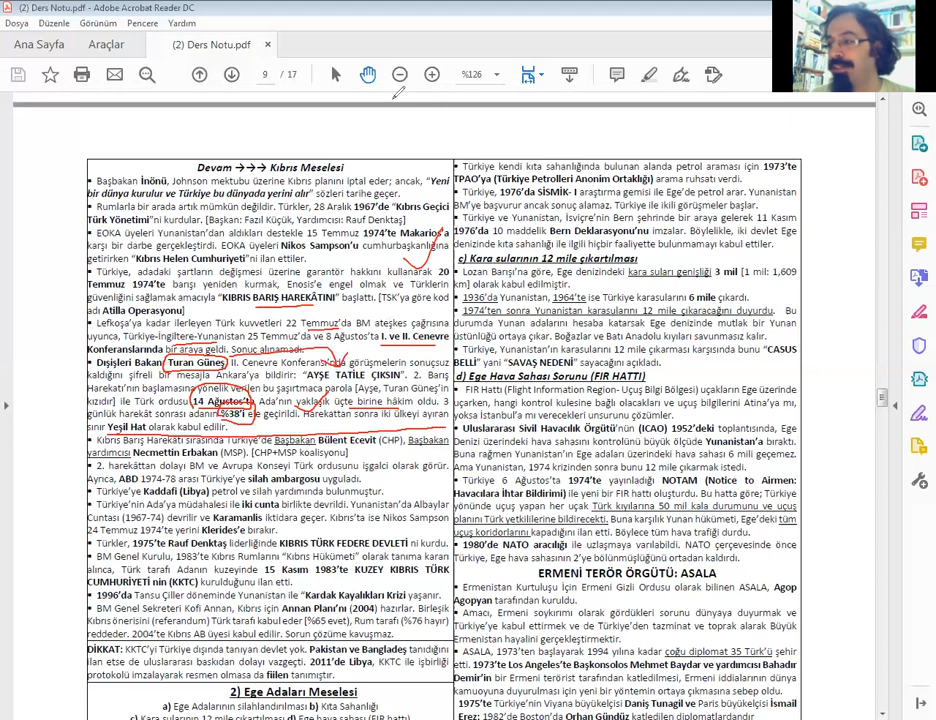 (2) Ders Notu.pdf - Adobe Acrobat Reader DC
Dosya Düzenle Görünüm Pencere Yardım
Ana Sayfa Araçlar (2) Ders Notu.pdf ×
9 / 17 %126
Devam →→→ Kıbrıs Meselesi
▪ Başbakan İnönü, Johnson mektubu üzerine Kıbrıs planını iptal eder; ancak, “Yeni
bir dünya kurulur ve Türkiye bu dünyada yerini alır” sözleri tarihe geçer.
▪ Rumlarla bir arada artık mümkün değildir. Türkler, 28 Aralık 1967’de “Kıbrıs Geçici
Türk Yönetimi”ni kurdular. [Başkan: Fazıl Küçük, Yardımcısı: Rauf Denktaş]
▪ EOKA üyeleri Yunanistan’dan aldıkları destekle 15 Temmuz 1974’te Makarios’a
karşı bir darbe gerçekleştirdi. EOKA üyeleri Nikos Sampson’u cumhurbaşkanlığına
getirirken “Kıbrıs Helen Cumhuriyeti”ni ilan ettiler.
▪ Türkiye, adadaki şartların değişmesi üzerine garantör hakkını kullanarak 20
Temmuz 1974’te barışı yeniden kurmak, Enosis’e engel olmak ve Türklerin
güvenliğini sağlamak amacıyla “KIBRIS BARIŞ HAREKÂTINI” başlattı. [TSK’ya göre kod
adı Atilla Operasyonu]
▪ Lefkoşa’ya kadar ilerleyen Türk kuvvetleri 22 Temmuz’da BM ateşkes çağrısına
uyunca, Türkiye-İngiltere-Yunanistan 25 Temmuz’da ve 8 Ağustos’ta I. ve II. Cenevre
Konferanslarında bir araya geldi. Sonuç alınamadı.
▪ Dışişleri Bakan Turan Güneş, II. Cenevre Konferansı’nda görüşmelerin sonuçsuz
kaldığını şifreli bir mesajla Ankara’ya bildirir: “AYŞE TATİLE ÇIKSIN”. 2. Barış
Harekatı’nın başlamasına yönelik verilen bu şaşırtmaca parola [Ayşe, Turan Güneş’in
kızıdır] ile Türk ordusu 14 Ağustos’ta Ada’nın yaklaşık üçte birine hâkim oldu. 3
günlük harekât sonrası adanın %38’i ele geçirildi. Harekattan sonra iki ülkeyi ayıran
sınır Yeşil Hat olarak kabul edilir.
▪ Kıbrıs Barış Harekâtı sırasında Türkiye’de Başbakan Bülent Ecevit (CHP), Başbakan
yardımcısı Necmettin Erbakan (MSP). [CHP+MSP koalisyonu]
▪ 2. harekâttan dolayı BM ve Avrupa Konseyi Türk ordusunu işgalci olarak görür.
Ayrıca, ABD 1974-78 arası Türkiye’ye silah ambargosu uyguladı.
▪ Türkiye’ye Kaddafi (Libya) petrol ve silah yardımında bulunmuştur.
▪ Türkiye’nin Ada’ya müdahalesi ile iki cunta birlikte devrildi. Yunanistan’da Albaylar
Cuntası (1967-74) devrilir ve Karamanlis iktidara geçer. Kıbrıs’ta ise Nikos Sampson
24 Temmuz 1974’te yerini Klerides’e bırakır.
▪ Türkler, 1975’te Rauf Denktaş liderliğinde KIBRIS TÜRK FEDERE DEVLETİ ni kurdu.
▪ BM Genel Kurulu, 1983’te Kıbrıs Rumlarını “Kıbrıs Hükümeti” olarak tanıma kararı
alınca, Türk tarafı Adanın kuzeyinde 15 Kasım 1983’te KUZEY KIBRIS TÜRK
CUMHURİYETİ nin (KKTC) kurulduğunu ilan etti.
▪ 1996’da Tansu Çiller döneminde Yunanistan ile “Kardak Kayalıkları Krizi yaşanır.
▪ BM Genel Sekreteri Kofi Annan, Kıbrıs için Annan Planı’nı (2004) hazırlar. Birleşik
Kıbrıs önerisini (referandum) Türk tarafı kabul eder [%65 evet], Rum tarafı (%76 hayır)
reddeder. 2004’te Kıbrıs AB üyesi kabul edilir. Sorun çözüme kavuşmaz.
DİKKAT: KKTC’yi Türkiye dışında tanıyan devlet yok. Pakistan ve Bangladeş tanıdığını
ilan etse de uluslararası baskıdan dolayı vazgeçti. 2011’de Libya, KKTC ile işbirliği
protokolü imzalayarak resmen olmasa da fiilen tanımıştır.
2) Ege Adaları Meselesi
a) Ege Adalarının silahlandırılması b) Kıta Sahanlığı
c) Kara sularının 12 mile çıkartılması d) Ege hava sahası (FIR hattı)
▪ Türkiye kendi kıta sahanlığında bulunan alanda petrol araması için 1973’te
TPAO’ya (Türkiye Petrolleri Anonim Ortaklığı) arama ruhsatı verdi.
▪ Türkiye, 1976’da SİSMİK- I araştırma gemisi ile Ege’de petrol arar. Yunanistan
BM’ye başvurur ancak sonuç alamaz. Türkiye ile ikili görüşmeler başlar.
▪ Türkiye ve Yunanistan, İsviçre’nin Bern şehrinde bir araya gelerek 11 Kasım
1976’da 10 maddelik Bern Deklarasyonu’nu imzalar. Böylelikle, iki devlet Ege
denizinde kıta sahanlığı ile ilgili hiçbir faaliyette bulunmamayı kabul ettiler.
c) Kara sularının 12 mile çıkartılması
▪ Lozan Barışı’na göre, Ege denizindeki kara suları genişliği 3 mil [1 mil: 1,609
km] olarak kabul edilmiştir.
▪ 1936’da Yunanistan, 1964’te ise Türkiye karasularını 6 mile çıkardı.
▪ 1974’ten sonra Yunanistan karasularını 12 mile çıkaracağını duyurdu. Bu
durumda Yunan adalarını hesaba katarsak Ege denizinde mutlak bir Yunan
üstünlüğü ortaya çıkar. Boğazlar ve Batı Anadolu kıyıları savunmasız kalır.
▪ Türkiye, Yunanistan’ın karasularını 12 mile çıkarması karşısında bunu “CASUS
BELLİ” yani “SAVAŞ NEDENİ” sayacağını açıkladı.
d) Ege Hava Sahası Sorunu (FIR HATTI)
▪ FIR Hattı (Flight Information Region- Uçuş Bilgi Bölgesi) uçakların Ege üzerinde
uçarken, hangi kontrol kulesine bağlı olacakları ve uçuş bilgilerini Atina’ya mı,
yoksa İstanbul’a mı verecekleri unsurunu çözümler.
▪ Uluslararası Sivil Havacılık Örgütü’nün (ICAO) 1952’deki toplantısında, Ege
Denizi üzerindeki hava sahasını kontrolünü büyük ölçüde Yunanistan’a bıraktı.
Buna rağmen Yunanistan’ın Ege adaları üzerindeki hava sahası 6 mili geçemez.
Ama Yunanistan, 1974 krizinden sonra bunu 12 mile çıkarmak istedi.
▪ Türkiye 6 Ağustos 1974’te yayınladığı NOTAM (Notice to Airmen:
Havacılara İhtar Bildirimi) ile yeni bir FIR hattı oluşturdu. Bu hatta göre; Türkiye
yönünde uçuş yapan her uçak Türk kıyılarına 50 mil kala durumunu ve uçuş
planını Türk yetkililerine bildirecekti. Buna karşılık Yunan hükümeti, Ege’deki tüm
uçuş koridorlarını kapadığını ilan etti. Böylece tüm hava trafiği durdu.
▪ 1980’de NATO aracılığı ile uzlaşmaya varılabildi. NATO çerçevesinde önce
Türkiye, Ege hava sahasının 2’ye bölünmüşlüğünü ortadan kaldırdı.
ERMENİ TERÖR ÖRGÜTÜ: ASALA
▪ Ermenistan Kurtuluşu İçin Ermeni Gizli Ordusu olarak bilinen ASALA, Agop
Agopyan tarafından kuruldu.
▪ Amacı, Ermeni soykırımı olarak gördükleri sorunu dünyaya duyurmak ve
Türkiye’ye kabul ettirmek ve de Türkiye’den tazminat ve toprak alarak Büyük
Ermenistan hayalini gerçekleştirmektir.
▪ ASALA, 1973’ten başlayarak 1994 yılına kadar çoğu diplomat 35 Türk’ü şehir
etti. 1973’te Los Angeles’te Başkonsolos Mehmet Baydar ve yardımcısı Bahadır
Demir’in bir Ermeni terörist tarafından katledilmesi, Ermeni iddialarının dünya
kamuoyuna duyurulması için yeni bir yöntemin ortaya çıkmasına sebep oldu.
▪ 1975’te Türkiye’nin Viyana büyükelçisi Daniş Tunagil ve Paris büyükelçisi İsmail
Erez; 1982’de Boston’da Orhan Gündüz katledilen diplomatlardandır